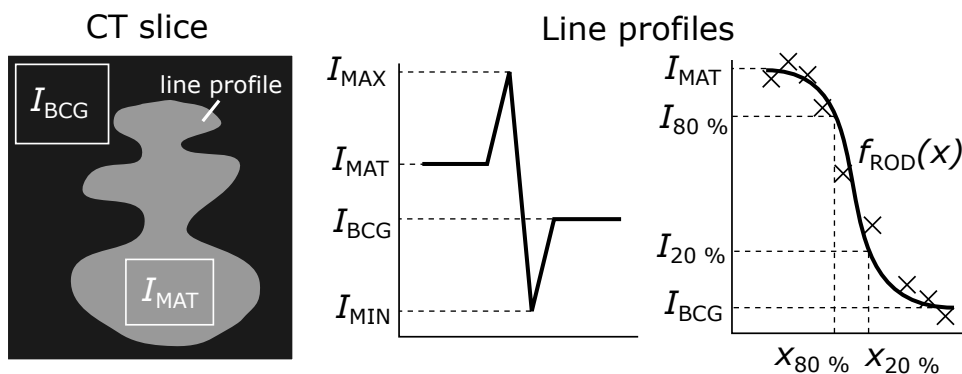 CT slice
I_BCG
line profile
I_MAT
Line profiles
I_MAX
I_MAT
I_BCG
I_MIN
I_MAT
I_80 %
f_ROD(x)
I_20 %
I_BCG
x_80 % x_20 %